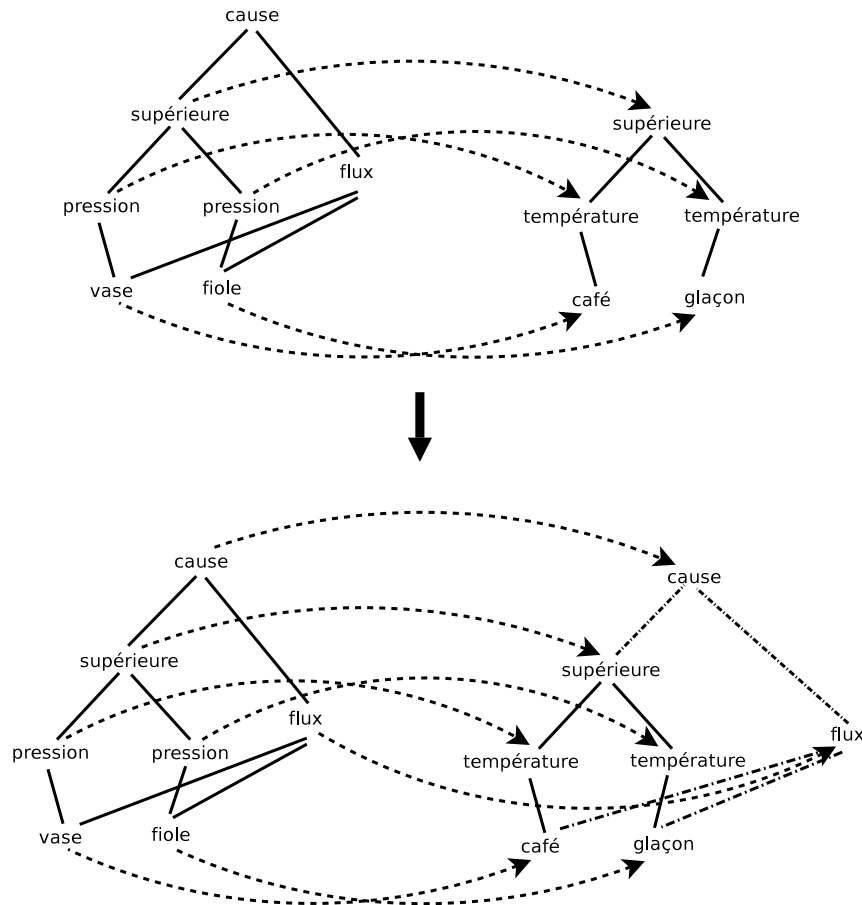 cause
supérieure
supérieure
flux
pression
pression
température
température
vase
fiole
café
glaçon
cause
cause
supérieure
supérieure
flux
flux
pression
pression
température
température
vase
fiole
café
glaçon